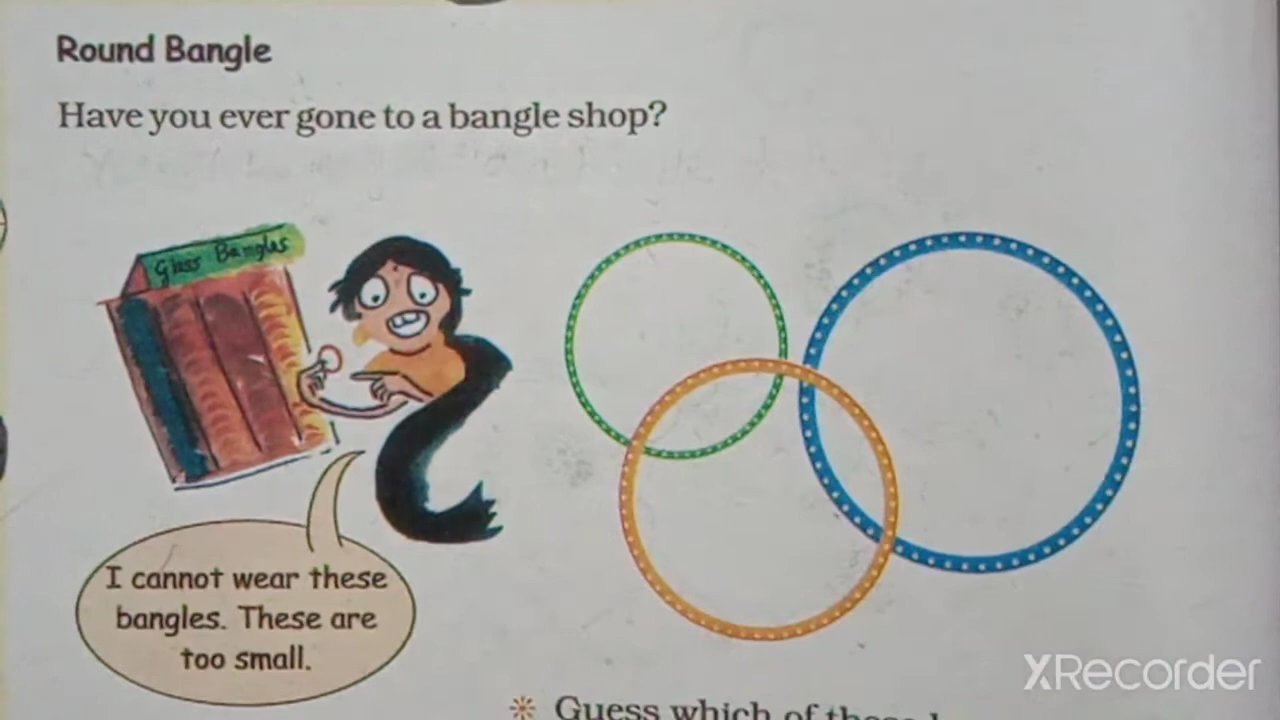 Round Bangle
Have you ever gone to a bangle shop?
Glass Bangles
I cannot wear these
bangles. These are
too small.
Guess which of these
XRecorder